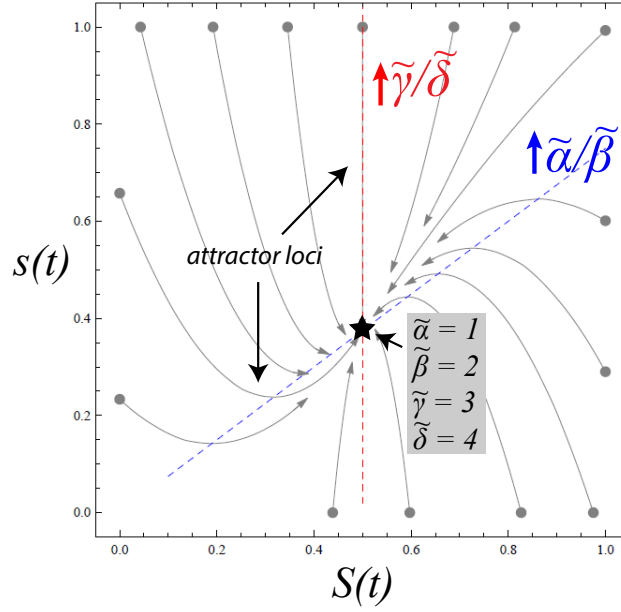 1.0
0.8
0.6
0.4
0.2
0.0
0.0
0.2
0.4
0.6
0.8
1.0
s(t)
S(t)
γ̃/δ̃
α̃/β̃
attractor loci
α̃ = 1
β̃ = 2
γ̃ = 3
δ̃ = 4